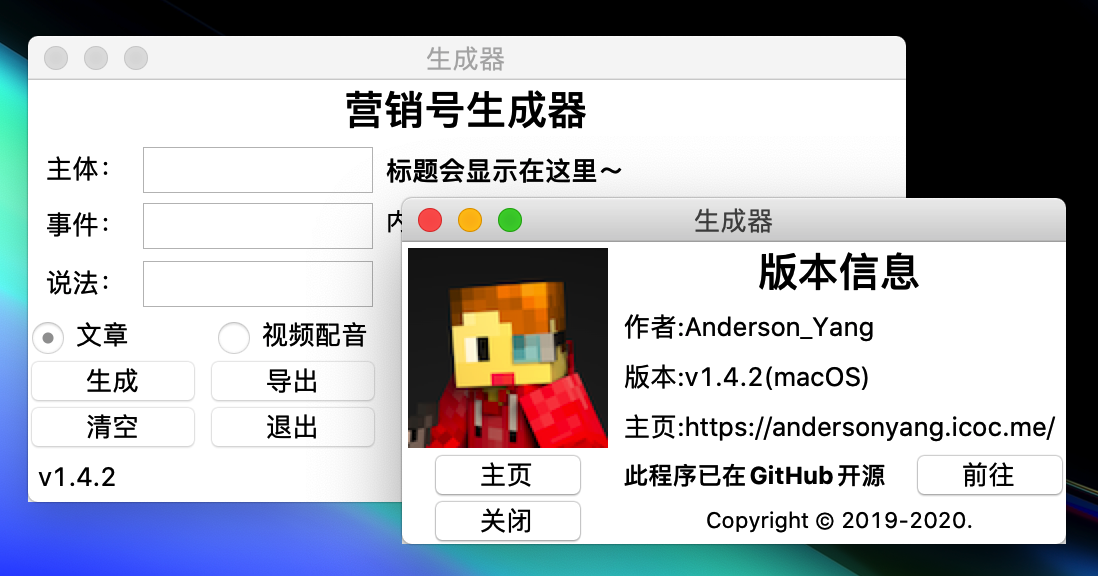 生成器
营销号生成器
主体：
标题会显示在这里～
事件：
内
说法：
文章
视频配音
生成
导出
清空
退出
v1.4.2
生成器
版本信息
作者:Anderson_Yang
版本:v1.4.2(macOS)
主页:https://andersonyang.icoc.me/
主页
此程序已在GitHub开源
前往
关闭
Copyright © 2019-2020.